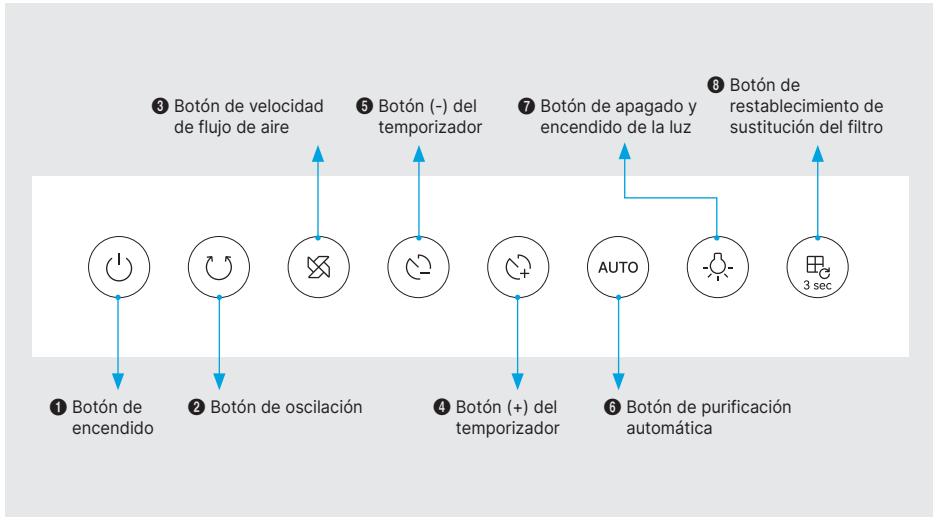 ❸ Botón de velocidad
de flujo de aire
❺ Botón (-) del
temporizador
❼ Botón de apagado y
encendido de la luz
❽ Botón de
restablecimiento de
sustitución del filtro
AUTO
3 sec
❶ Botón de
encendido
❷ Botón de oscilación
❹ Botón (+) del
temporizador
❻ Botón de purificación
automática